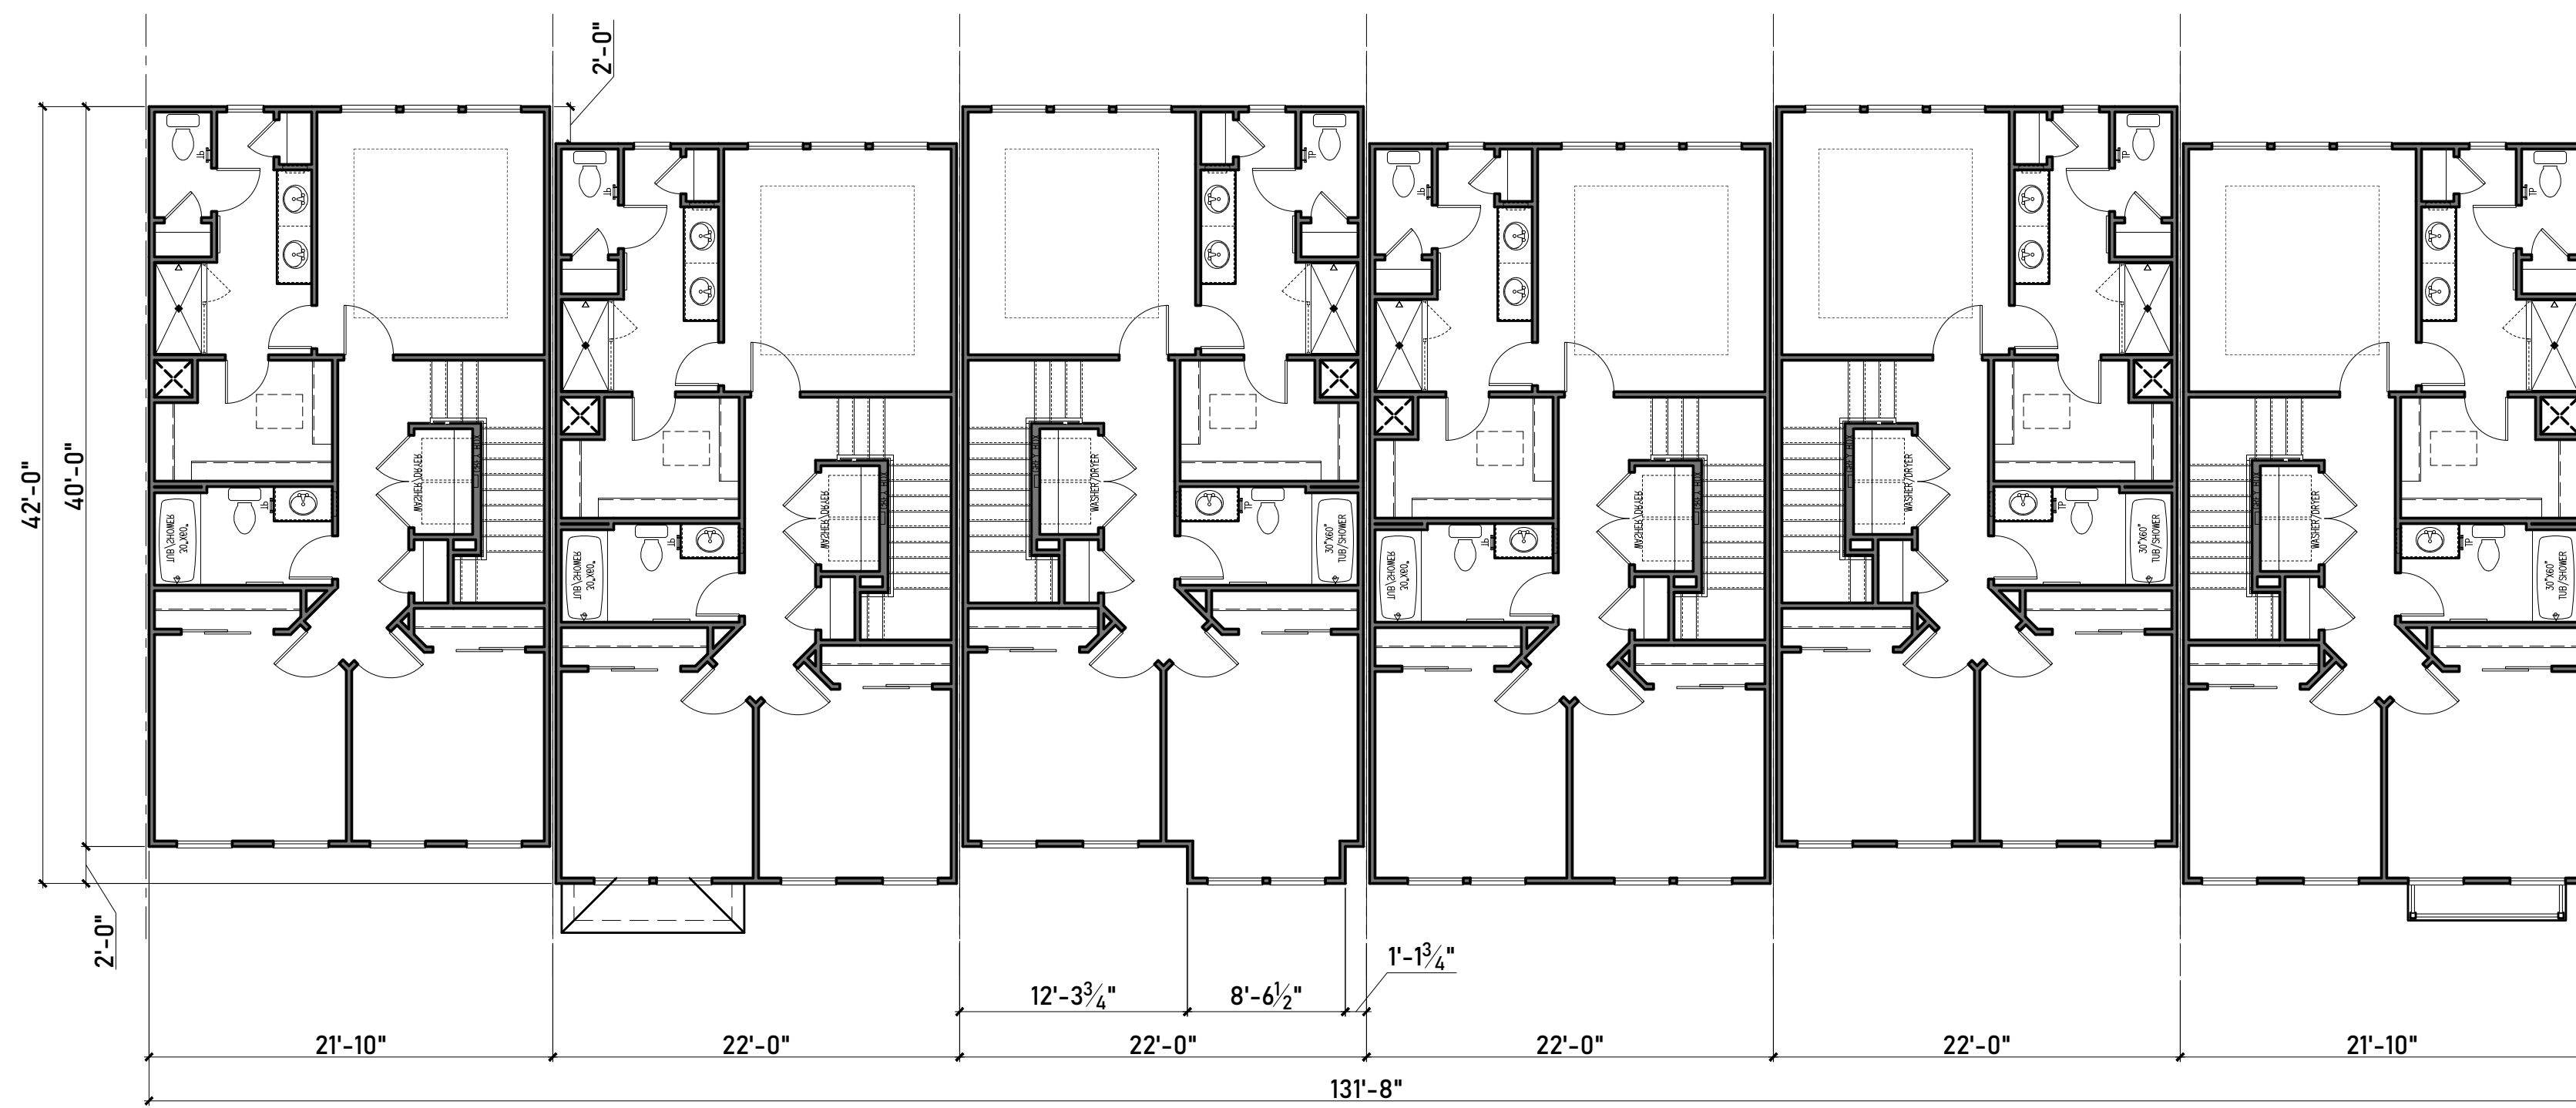 2'-0"
42'-0"
40'-0"
TP
TP
TP
TP
TP
TP
WASHER/DRYER
WASHER/DRYER
WASHER/DRYER
WASHER/DRYER
WASHER/DRYER
WASHER/DRYER
TP
TP
TP
TP
TP
TP
30"X60"
TUB/SHOWER
30"X60"
TUB/SHOWER
30"X60"
TUB/SHOWER
30"X60"
TUB/SHOWER
30"X60"
TUB/SHOWER
30"X60"
TUB/SHOWER
2'-0"
1'-1¾"
12'-3¾"
8'-6½"
21'-10"
22'-0"
22'-0"
22'-0"
22'-0"
21'-10"
131'-8"